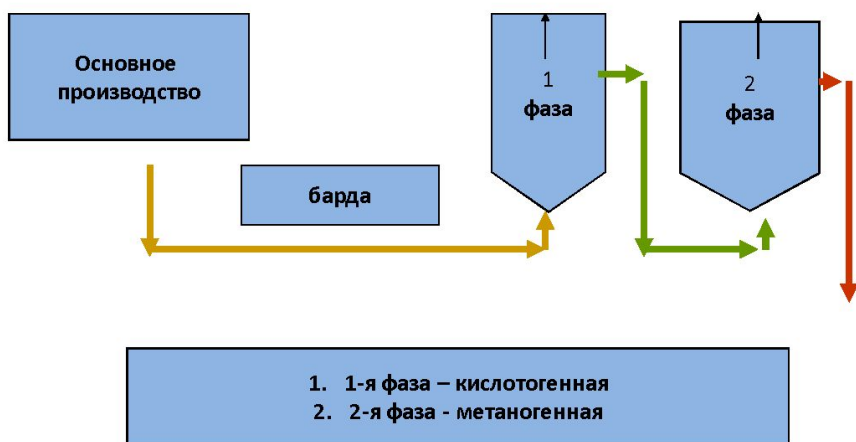 Основное
производство
1
фаза
2
фаза
барда
1. 1-я фаза – кислотогенная
2. 2-я фаза - метаногенная